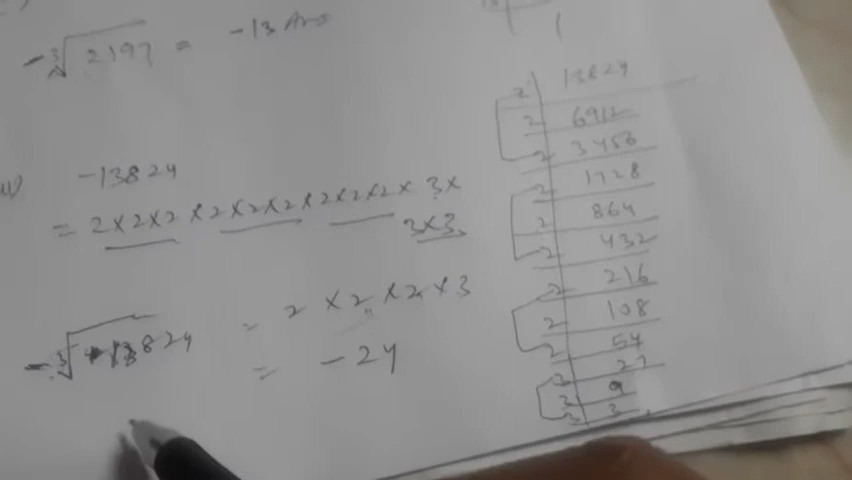 -∛2197 = -13 Ans
-13824
= 2×2×2 × 2×2×2 × 2×2×2 × 3×
3×3
-∛13824 = 2 × 2 × 2 × 3
= -24
2 | 13824
2 | 6912
2 | 3456
2 | 1728
2 | 864
2 | 432
2 | 216
2 | 108
2 | 54
3 | 27
3 | 9
3 | 3